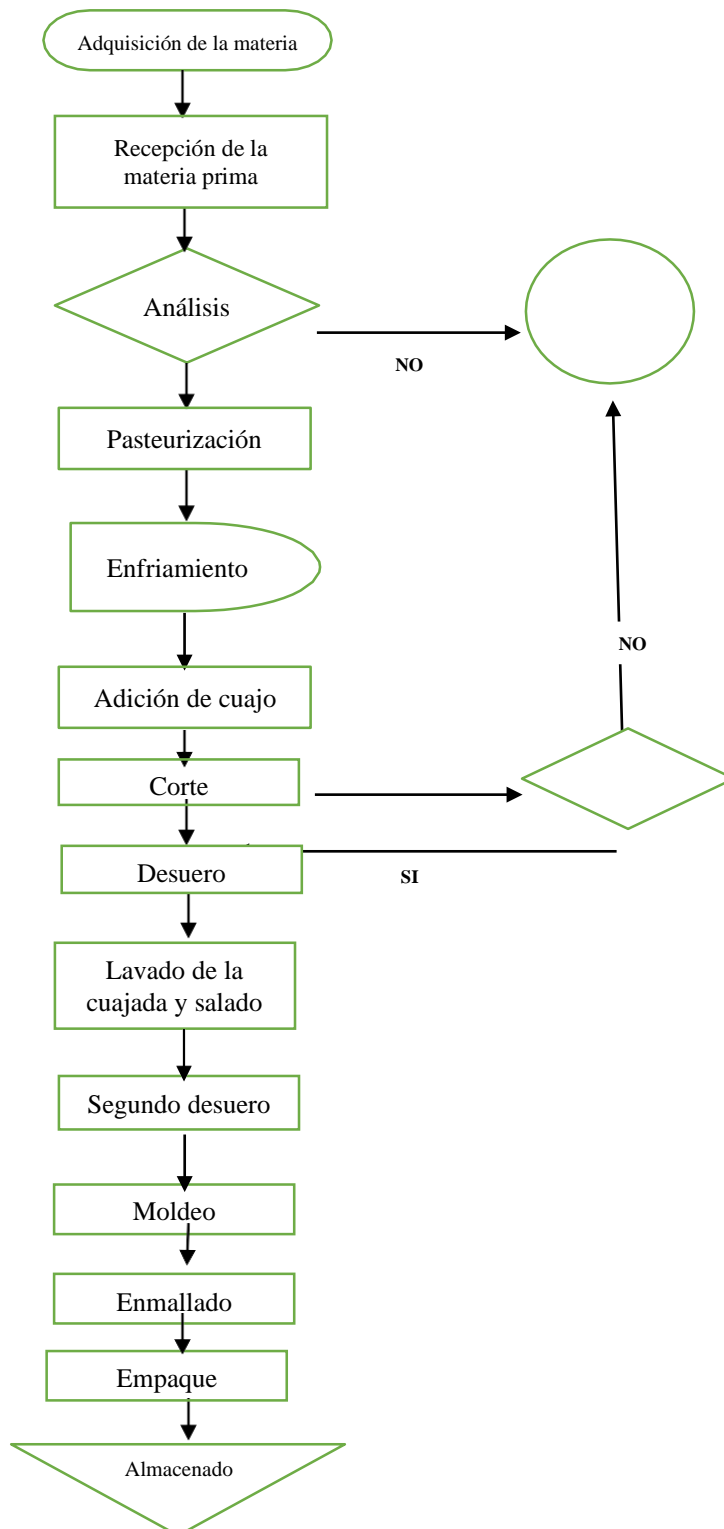 Adquisición de la materia
Recepción de la
materia prima
Análisis
NO
Pasteurización
Enfriamiento
NO
Adición de cuajo
Corte
Desuero
SI
Lavado de la
cuajada y salado
Segundo desuero
Moldeo
Enmallado
Empaque
Almacenado